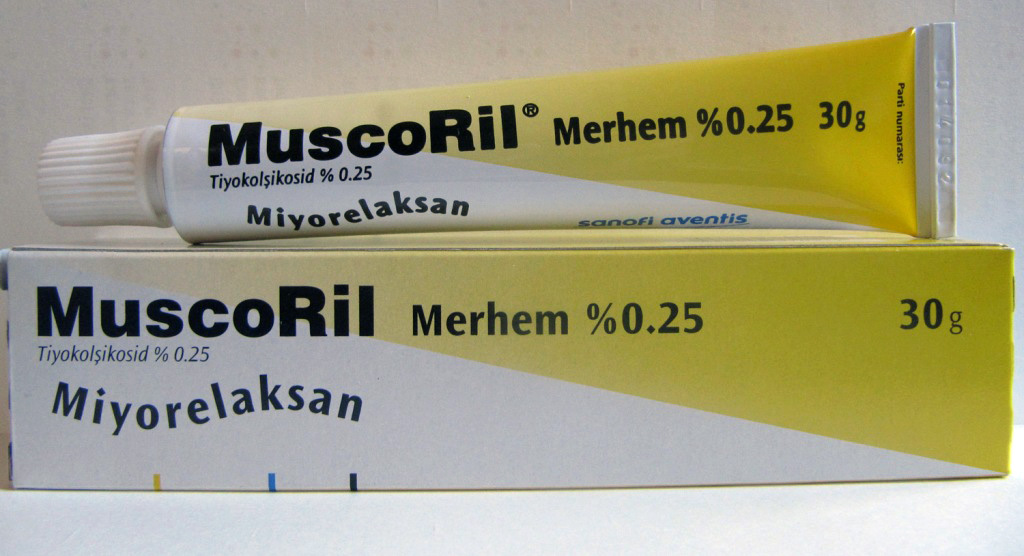 MuscoRil® Merhem %0.25 30g
Tiyokolşikosid % 0.25
Miyorelaksan
sanofi aventis
Parti numarası:
MuscoRil Merhem %0.25 30g
Tiyokolşikosid % 0.25
Miyorelaksan